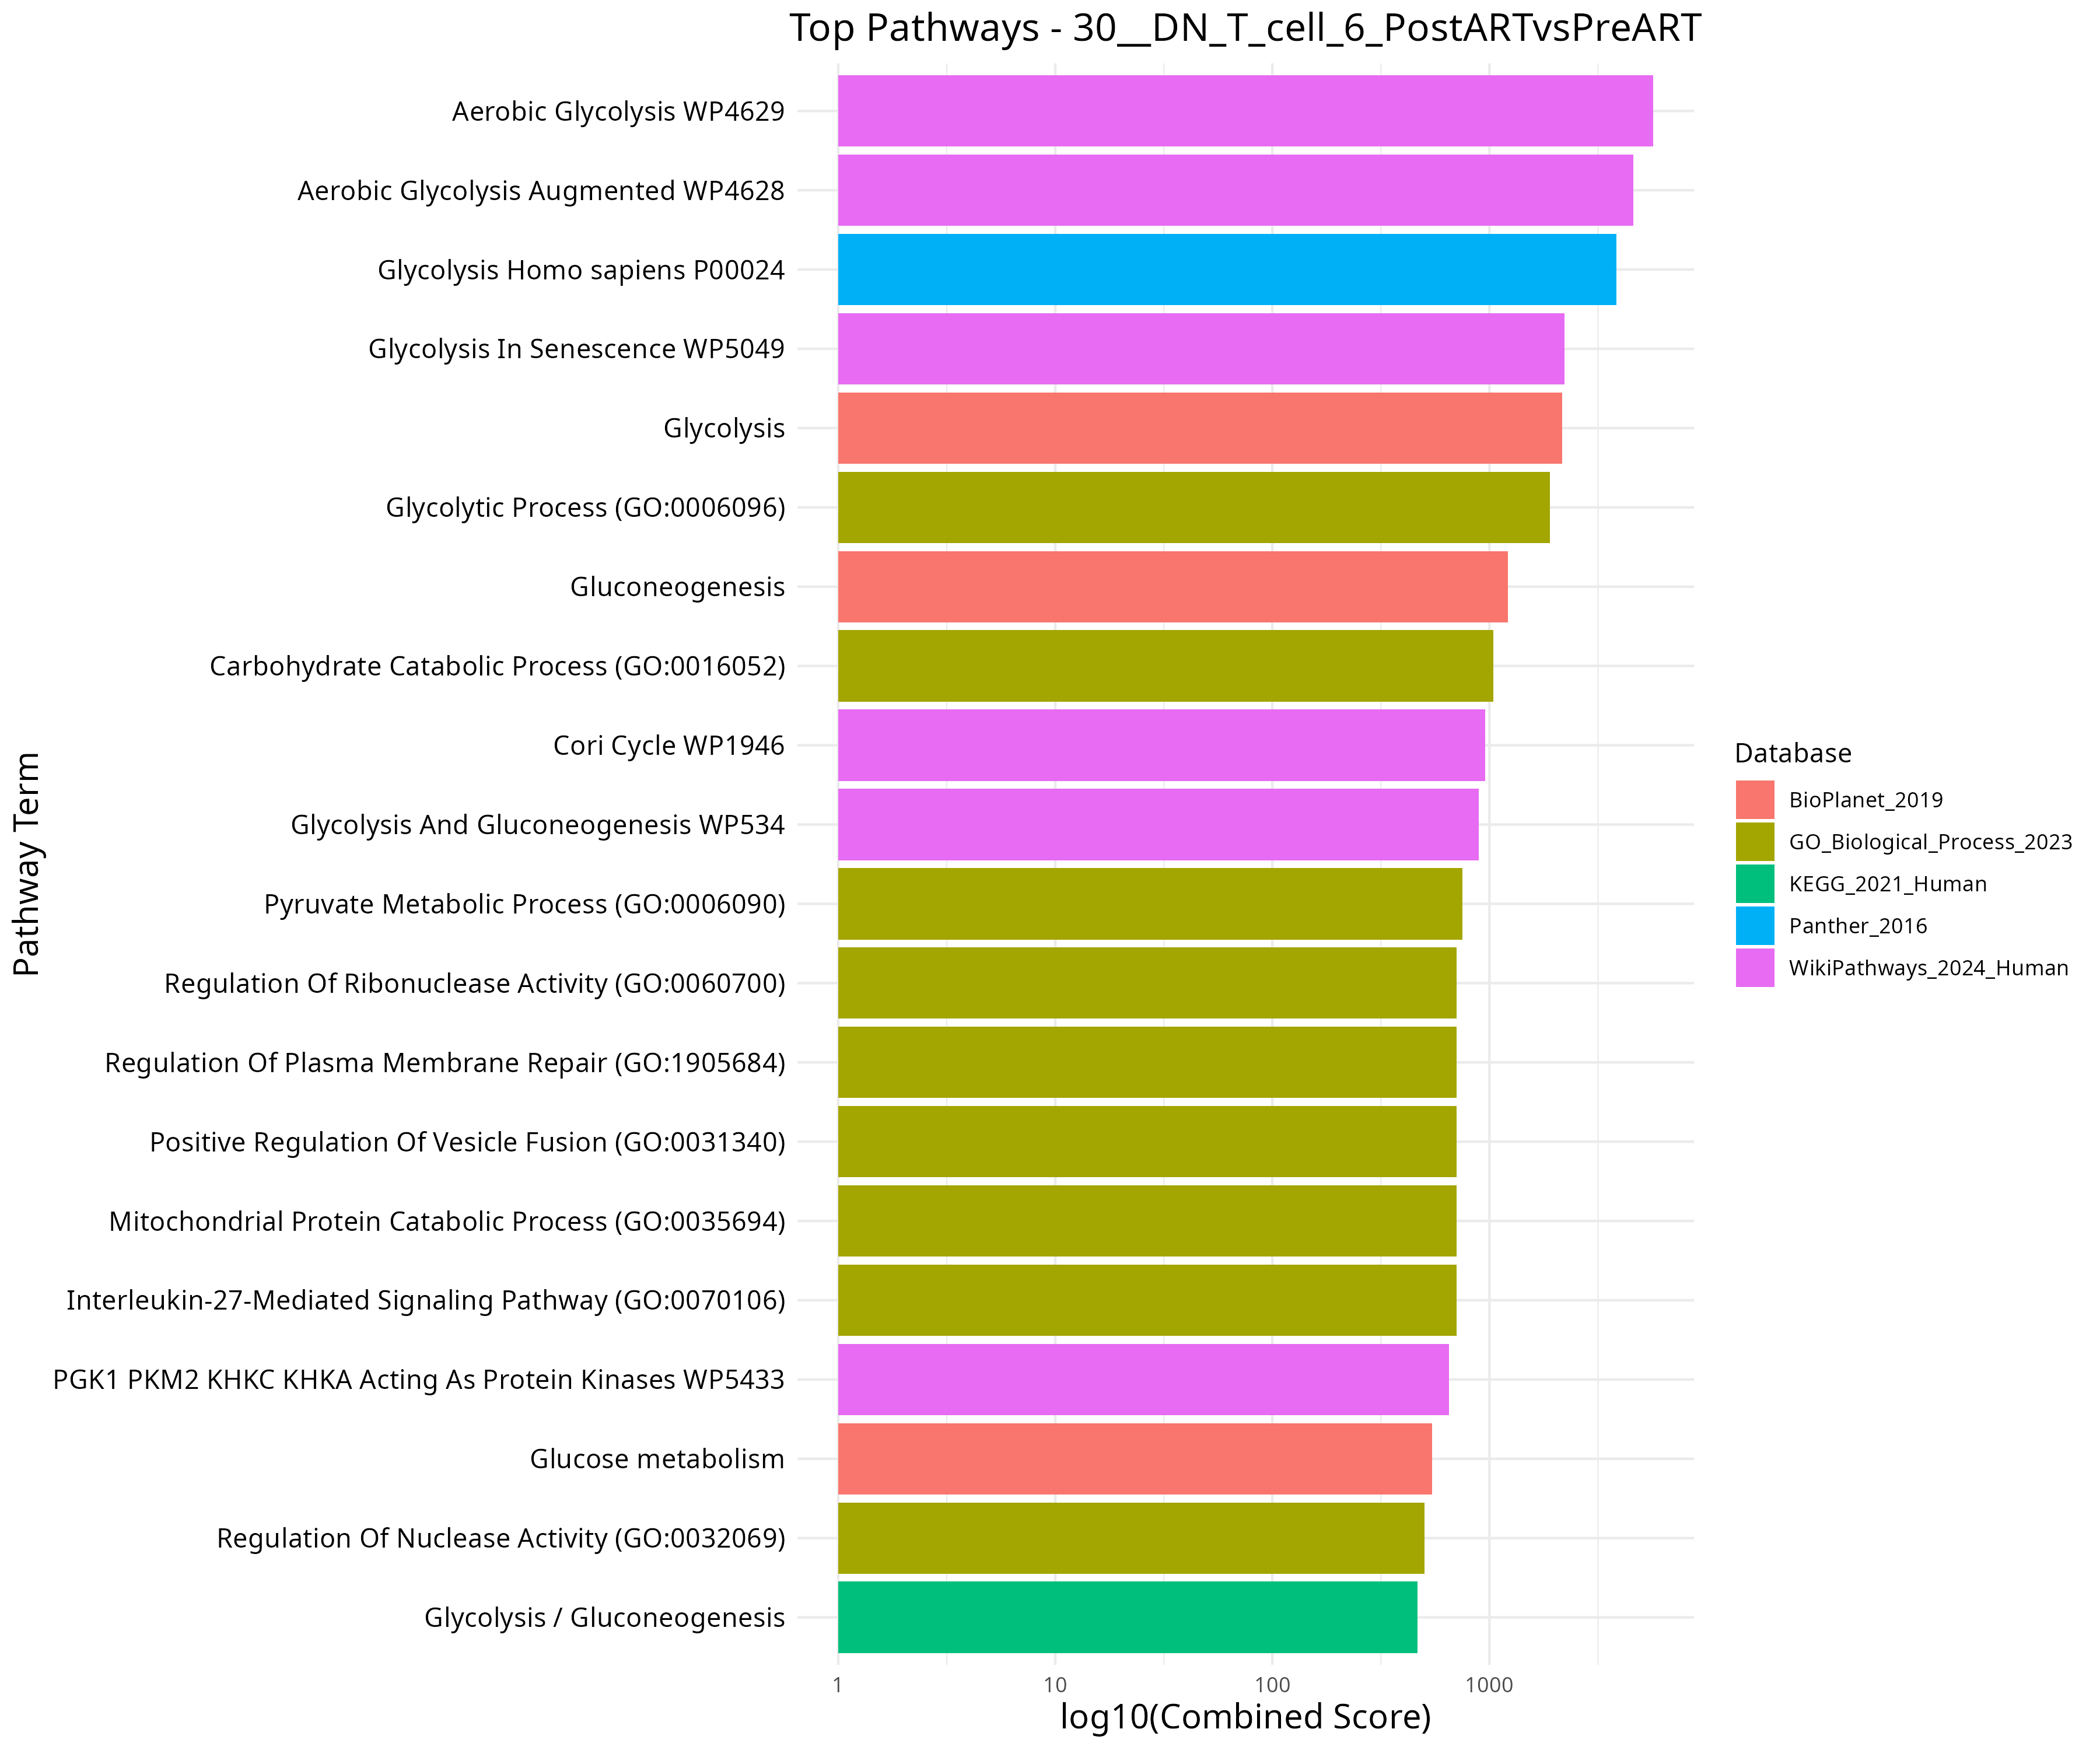 Top Pathways - 30__DN_T_cell_6_PostARTvsPreART
Pathway Term
Aerobic Glycolysis WP4629
Aerobic Glycolysis Augmented WP4628
Glycolysis Homo sapiens P00024
Glycolysis In Senescence WP5049
Glycolysis
Glycolytic Process (GO:0006096)
Gluconeogenesis
Carbohydrate Catabolic Process (GO:0016052)
Cori Cycle WP1946
Glycolysis And Gluconeogenesis WP534
Pyruvate Metabolic Process (GO:0006090)
Regulation Of Ribonuclease Activity (GO:0060700)
Regulation Of Plasma Membrane Repair (GO:1905684)
Positive Regulation Of Vesicle Fusion (GO:0031340)
Mitochondrial Protein Catabolic Process (GO:0035694)
Interleukin-27-Mediated Signaling Pathway (GO:0070106)
PGK1 PKM2 KHKC KHKA Acting As Protein Kinases WP5433
Glucose metabolism
Regulation Of Nuclease Activity (GO:0032069)
Glycolysis / Gluconeogenesis
1 10 100 1000
log10(Combined Score)
Database
BioPlanet_2019
GO_Biological_Process_2023
KEGG_2021_Human
Panther_2016
WikiPathways_2024_Human